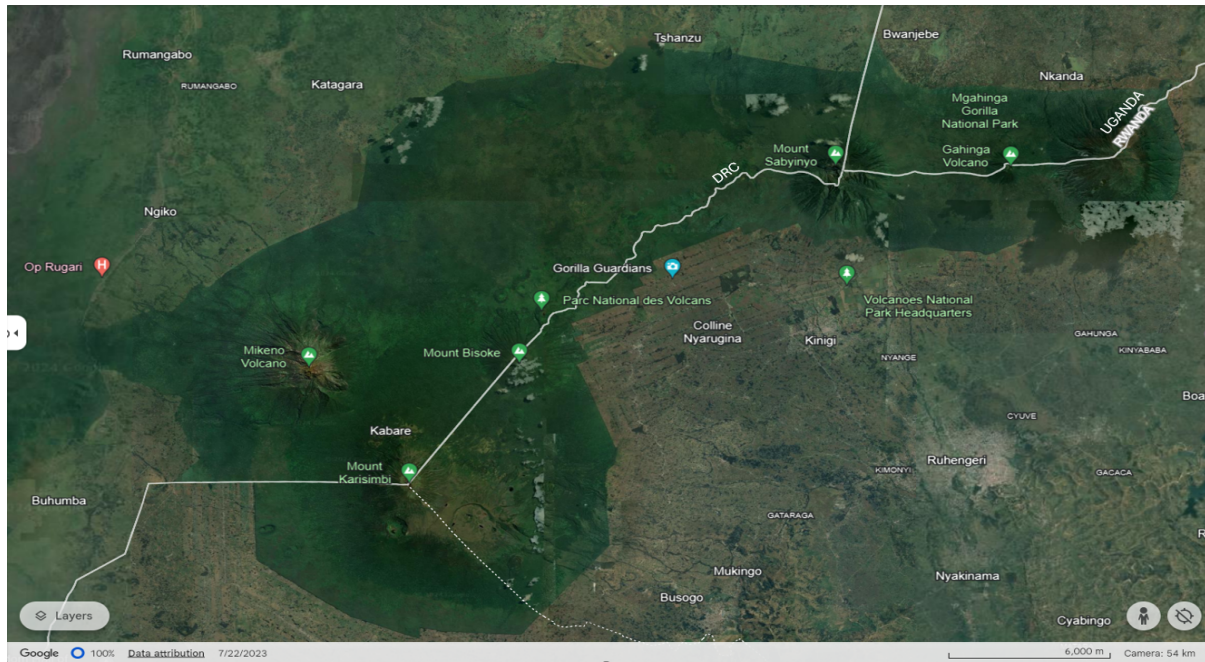 Tshanzu
Bwanjebe
Rumangabo
RUMANGABO
Katagara
Nkanda
Mgahinga
Gorilla
National Park
UGANDA
RWANDA
Mount
Sabyinyo
Gahinga
Volcano
DRC
Ngiko
Op Rugari
H
Gorilla Guardians
Parc National des Volcans
Volcanoes National
Park Headquarters
Colline
Nyarugina
Kinigi
GAHUNGA
KINYABABA
NYANGE
Mikeno
Volcano
Mount Bisoke
Boa
Kabare
CYUVE
Mount
Karisimbi
Ruhengeri
KIMONYI
GACACA
Buhumba
GATARAGA
R
Mukingo
Nyakinama
Busogo
Cyabingo
Layers
Google 100% Data attribution 7/22/2023 6,000 m Camera: 54 km